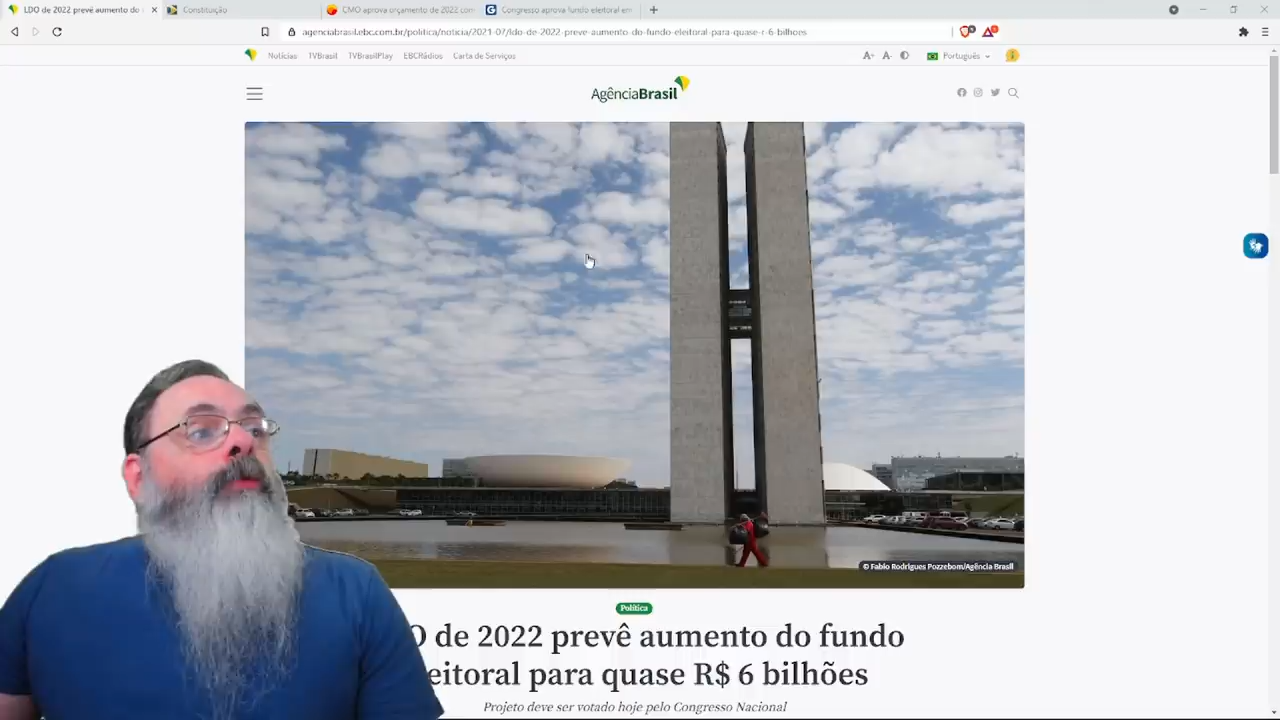 LDO de 2022 prevê aumento do
Constituição
CMO aprova orçamento de 2022 com
Congresso aprova fundo eleitoral em
agenciabrasil.ebc.com.br/politica/noticia/2021-07/ldo-de-2022-preve-aumento-do-fundo-eleitoral-para-quase-r-6-bilhoes
Notícias TVBrasil TVBrasilPlay EBCRádios Carta de Serviços
A+ A- Português
AgênciaBrasil
© Fabio Rodrigues Pozzebom/Agência Brasil
Política
O de 2022 prevê aumento do fundo
eitoral para quase R$ 6 bilhões
Projeto deve ser votado hoje pelo Congresso Nacional